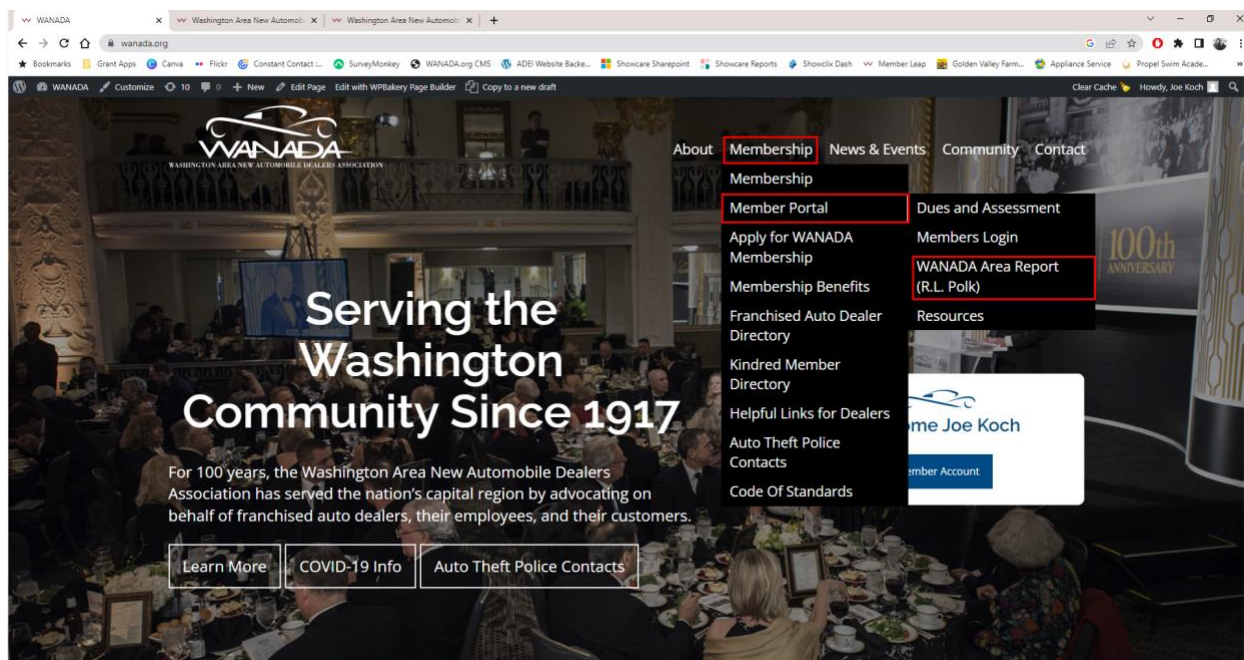 WANADA
Washington Area New Automob
Washington Area New Automob
wanada.org
Bookmarks Grant Apps Canva Flickr Constant Contact :... SurveyMonkey WANADA.org CMS ADEI Website Backe... Showcare Sharepoint Showcare Reports Showclix Dash Member Leap Golden Valley Farm... Appliance Service Propel Swim Acade... »
WANADA Customize 10 0 + New Edit Page Edit with WPBakery Page Builder Copy to a new draft Clear Cache Howdy, Joe Koch
WANADA
WASHINGTON AREA NEW AUTOMOBILE DEALERS ASSOCIATION
About Membership News & Events Community Contact
Membership
Member Portal
Apply for WANADA
Membership
Membership Benefits
Franchised Auto Dealer
Directory
Kindred Member
Directory
Helpful Links for Dealers
Auto Theft Police
Contacts
Code Of Standards
Dues and Assessment
Members Login
WANADA Area Report
(R.L. Polk)
Resources
100th
ANNIVERSARY
Serving the
Washington
Community Since 1917
For 100 years, the Washington Area New Automobile Dealers
Association has served the nation's capital region by advocating on
behalf of franchised auto dealers, their employees, and their customers.
Learn More COVID-19 Info Auto Theft Police Contacts
ome Joe Koch
ember Account